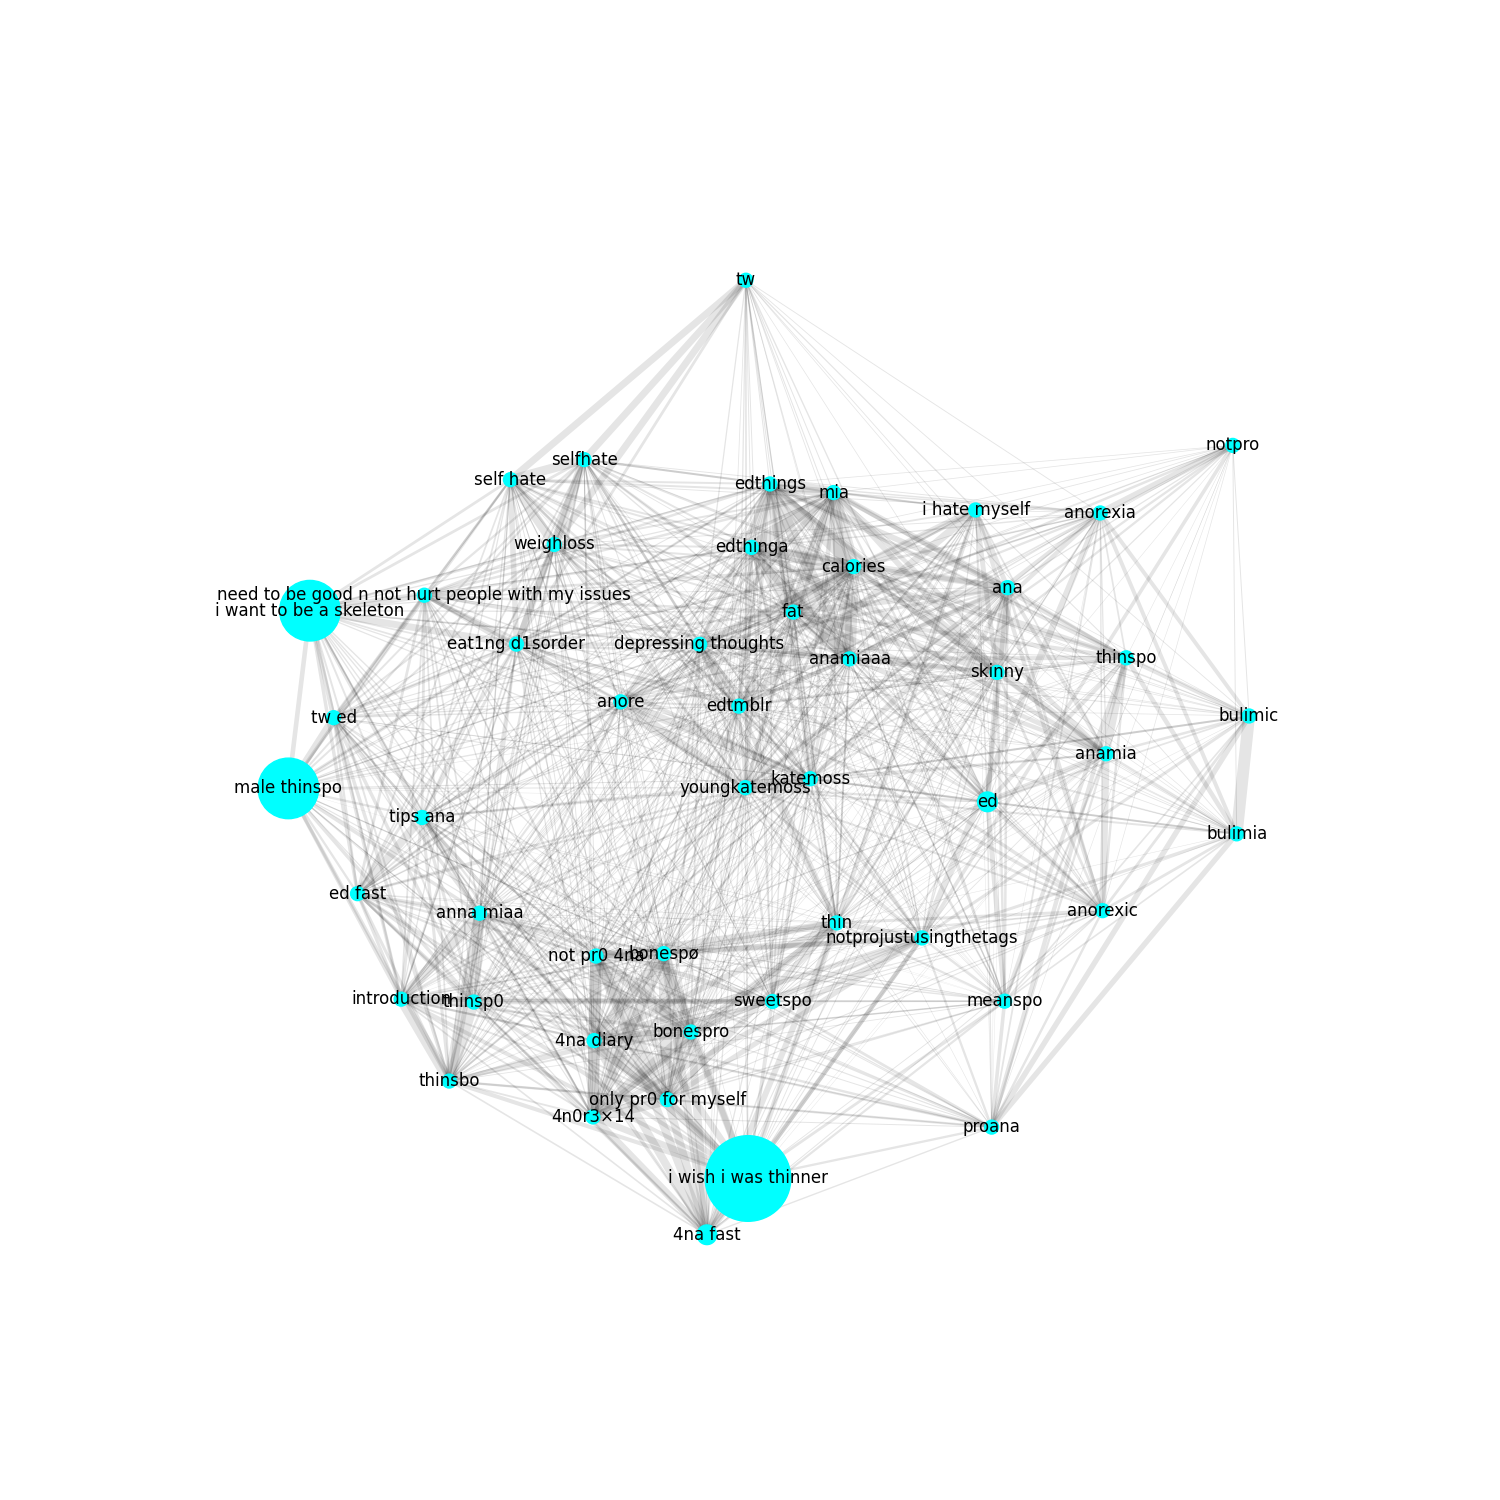 tw
notpro
selfhate
self hate
edthings
mia
i hate myself
anorexia
weighloss
edthinga
calories
ana
need to be good n not hurt people with my issues
i want to be a skeleton
fat
eat1ng d1sorder
depressing thoughts
anamiaaa
thinspo
skinny
anore
edtmblr
tw ed
bulimic
anamia
katemoss
male thinspo
youngkatemoss
ed
tips ana
bulimia
ed fast
anna miaa
anorexic
thin
notprojustusingthetags
not pr0 4na
bonespø
introduction
thinsp0
sweetspo
meanspo
4na diary
bonespro
thinsbo
only pr0 for myself
4n0r3×14
proana
i wish i was thinner
4na fast